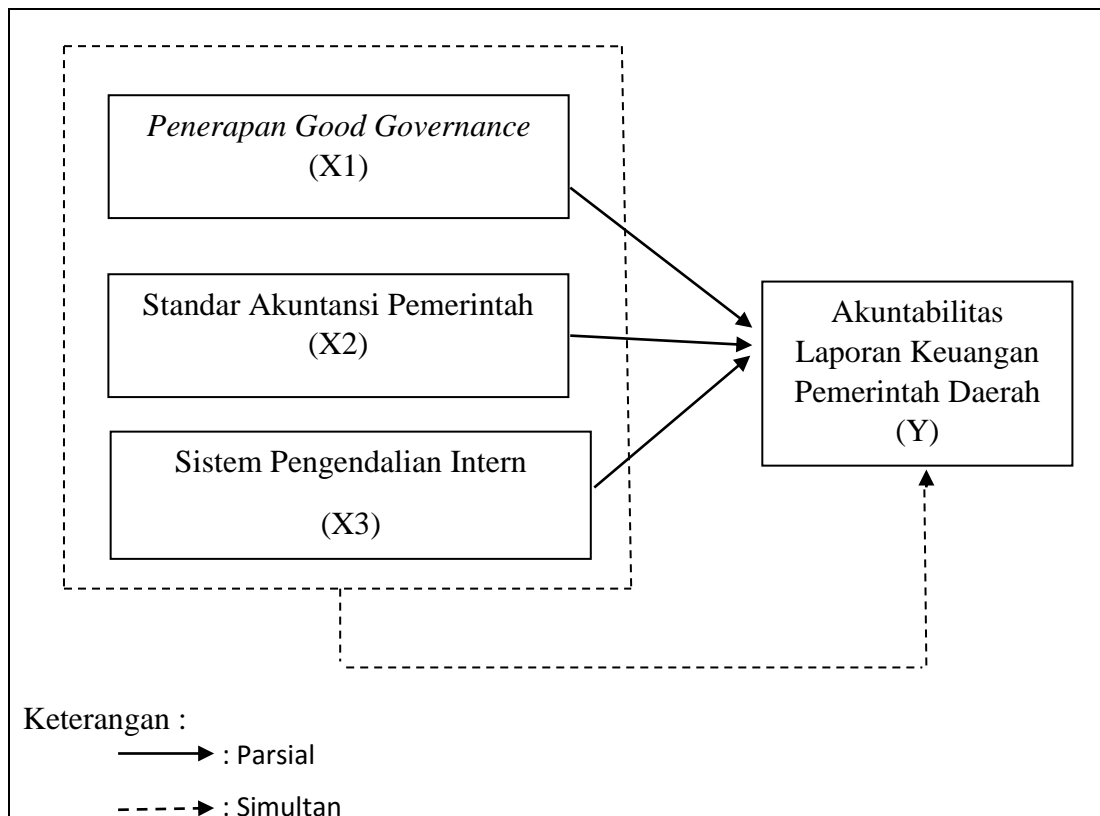 Penerapan Good Governance
(X1)
Standar Akuntansi Pemerintah
(X2)
Sistem Pengendalian Intern
(X3)
Akuntabilitas
Laporan Keuangan
Pemerintah Daerah
(Y)
Keterangan :
: Parsial
: Simultan